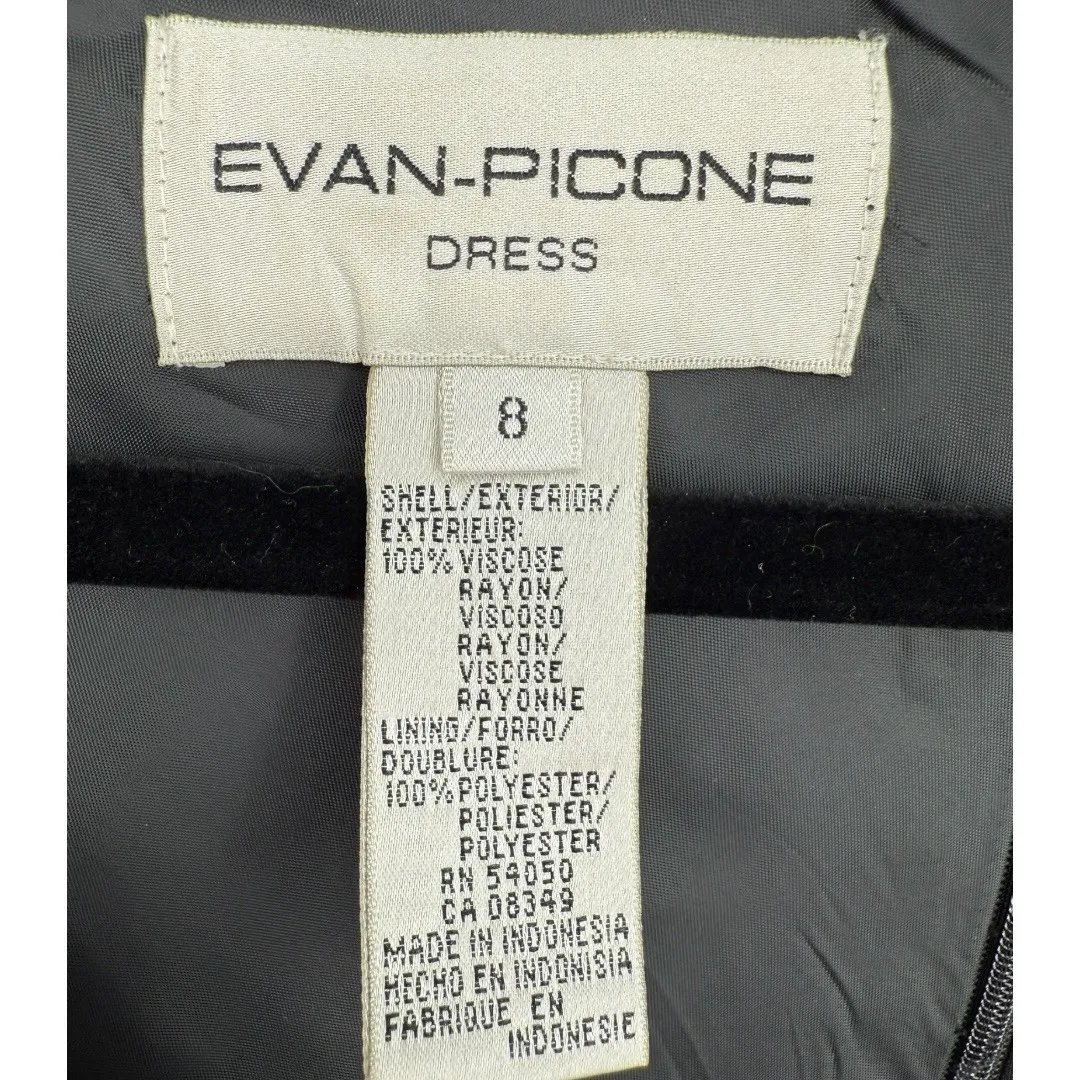 EVAN-PICONE
DRESS
8
SHELL/EXTERIOR/
EXTERIEUR:
100% VISCOSE
RAYON/
VISCOSO
RAYON/
VISCOSE
RAYONNE
LINING/FORRO/
DOUBLURE:
100% POLYESTER/
POLIESTER/
POLYESTER
RN 54050
CA 08349
MADE IN INDONESIA
HECHO EN INDONISIA
FABRIQUE EN
INDONESIE